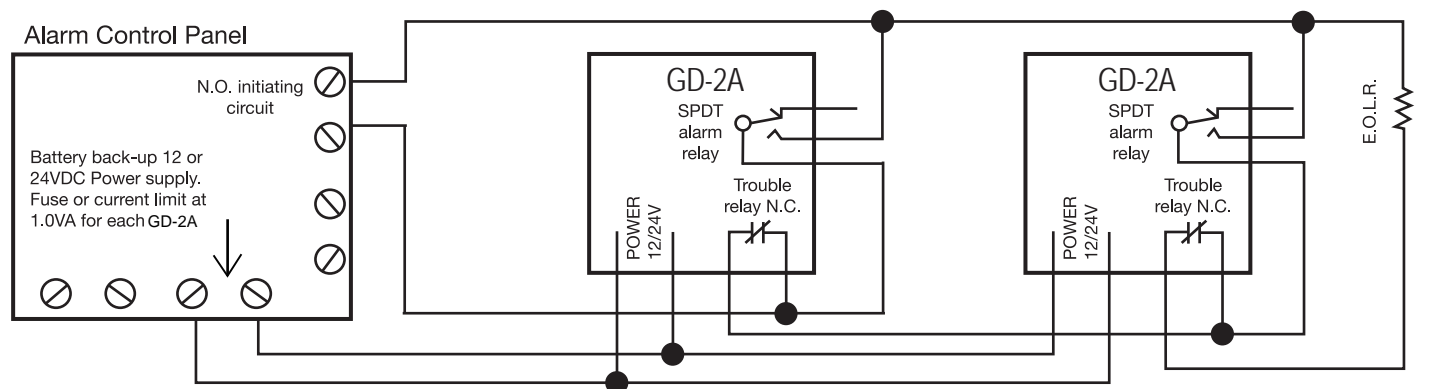 Alarm Control Panel
N.O. initiating
circuit
Battery back-up 12 or
24VDC Power supply.
Fuse or current limit at
1.0VA for each GD-2A
GD-2A
SPDT
alarm
relay
Trouble
relay N.C.
POWER
12/24V
GD-2A
SPDT
alarm
relay
Trouble
relay N.C.
POWER
12/24V
E.O.L.R.